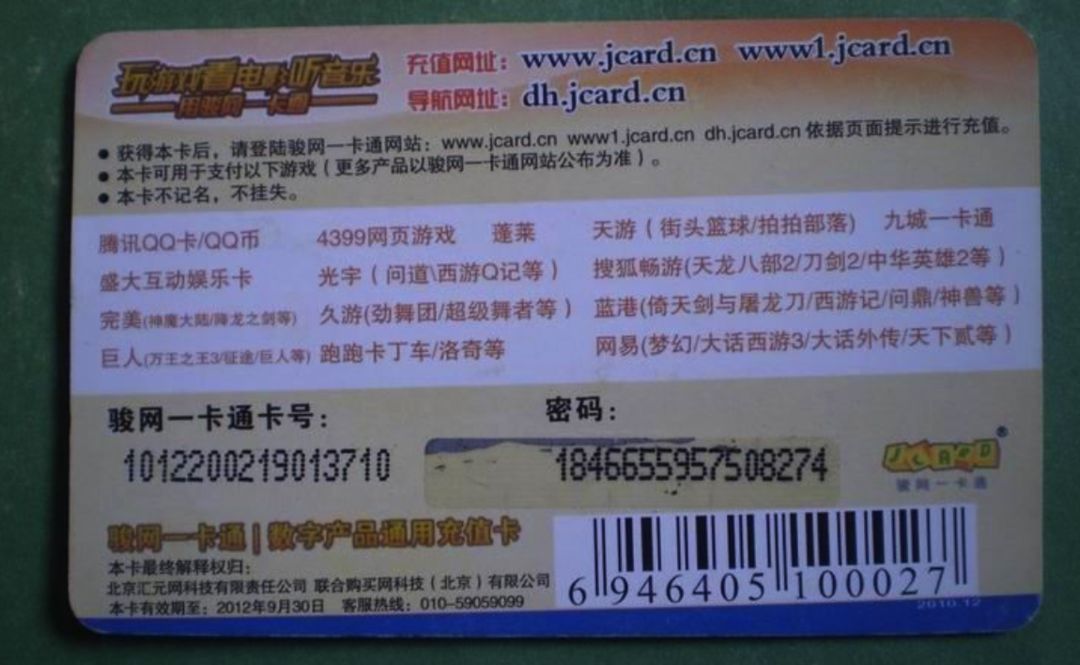 玩游戏看电影听音乐
用骏网一卡通
充值网址：www.jcard.cn www1.jcard.cn
导航网址：dh.jcard.cn
● 获得本卡后，请登陆骏网一卡通网站：www.jcard.cn www1.jcard.cn dh.jcard.cn 依据页面提示进行充值。
● 本卡可用于支付以下游戏（更多产品以骏网一卡通网站公布为准）。
● 本卡不记名，不挂失。
腾讯QQ卡/QQ币 4399网页游戏 蓬莱 天游（街头篮球/拍拍部落) 九城一卡通
盛大互动娱乐卡 光宇（问道\西游Q记等） 搜狐畅游(天龙八部2/刀剑2/中华英雄2等）
完美(神魔大陆/降龙之剑等) 久游(劲舞团/超级舞者等） 蓝港(倚天剑与屠龙刀/西游记/问鼎/神兽等）
巨人(万王之王3/征途/巨人等) 跑跑卡丁车/洛奇等 网易(梦幻/大话西游3/大话外传/天下贰等）
骏网一卡通卡号： 密码：
1012200219013710 1846655957508274
JCARD®
骏网一卡通
骏网一卡通 | 数字产品通用充值卡
本卡最终解释权归：
北京汇元网科技有限责任公司 联合购买网科技（北京）有限公司
本卡有效期至：2012年9月30日 客服热线：010-59059099
6 946405 100027
2010.12